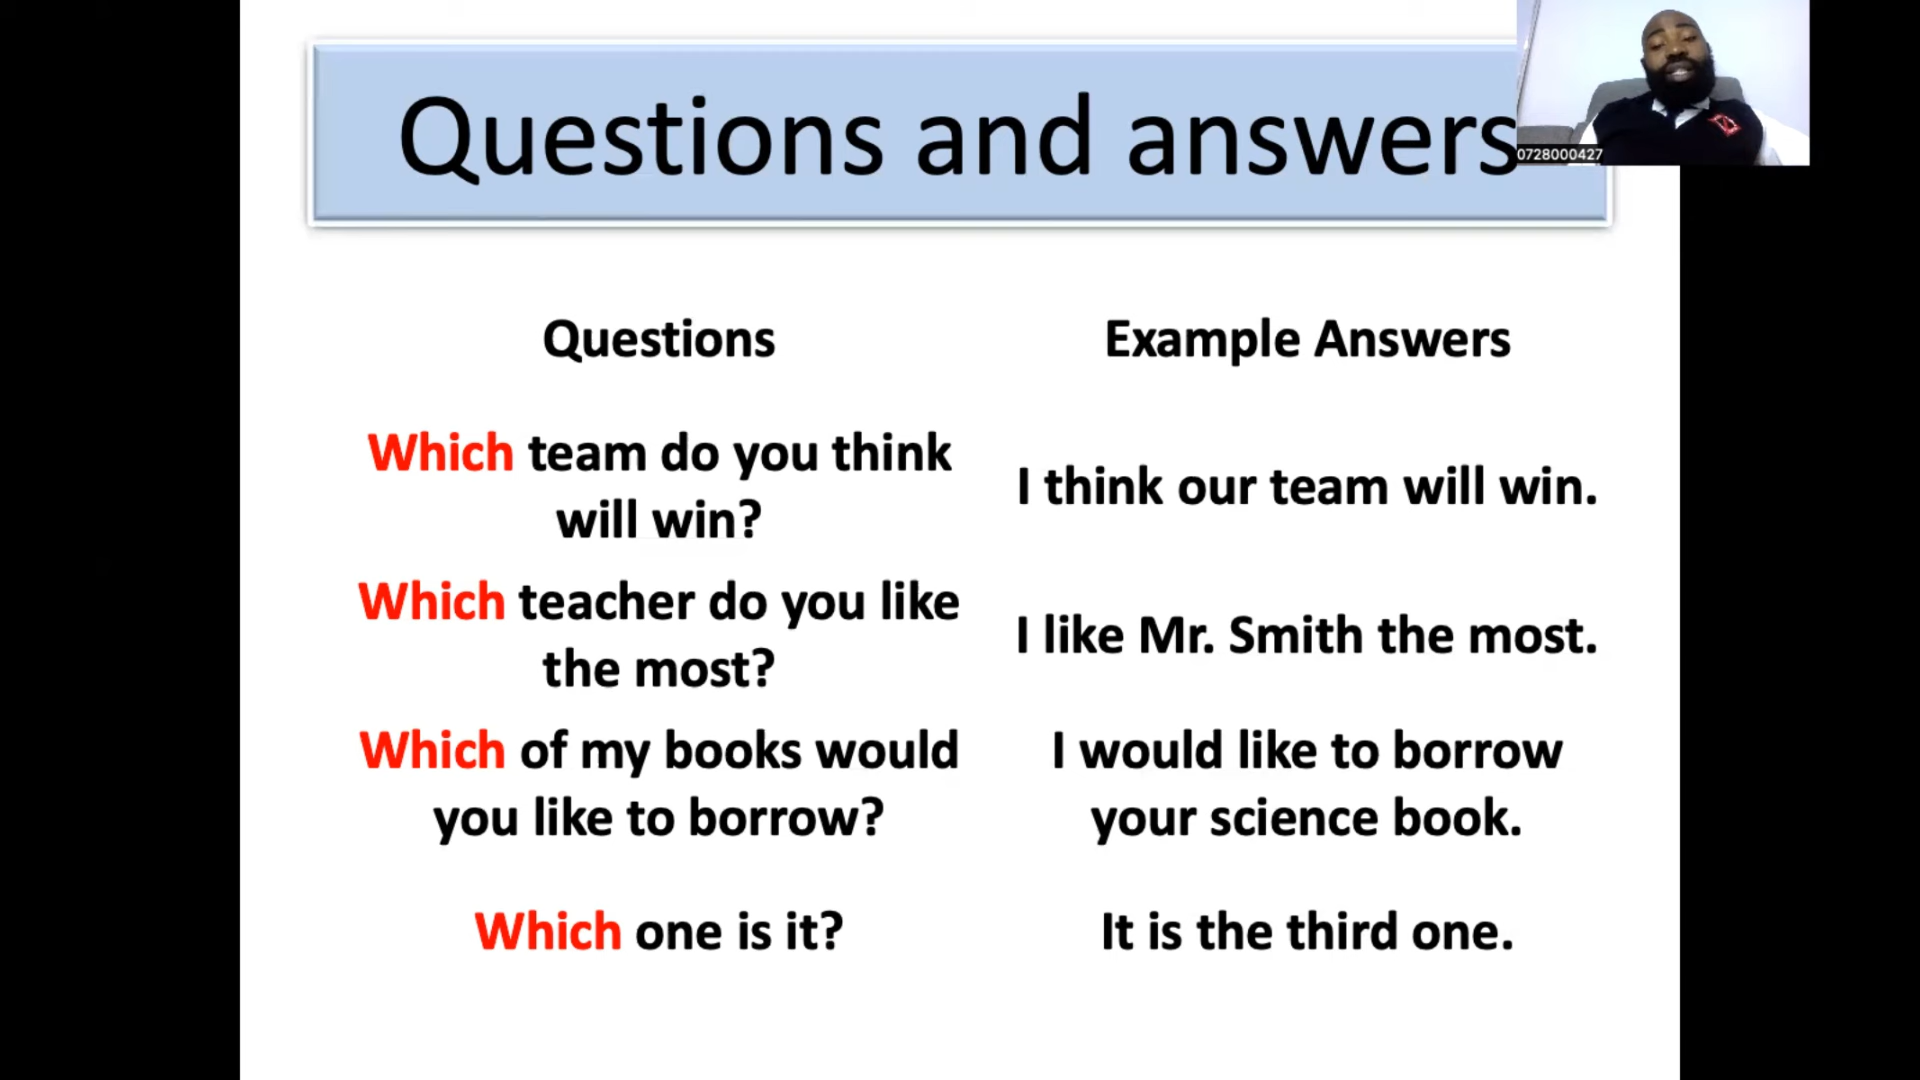 Questions and answers
0728000427
Questions
Example Answers
Which team do you think
will win?
I think our team will win.
Which teacher do you like
the most?
I like Mr. Smith the most.
Which of my books would
you like to borrow?
I would like to borrow
your science book.
Which one is it?
It is the third one.